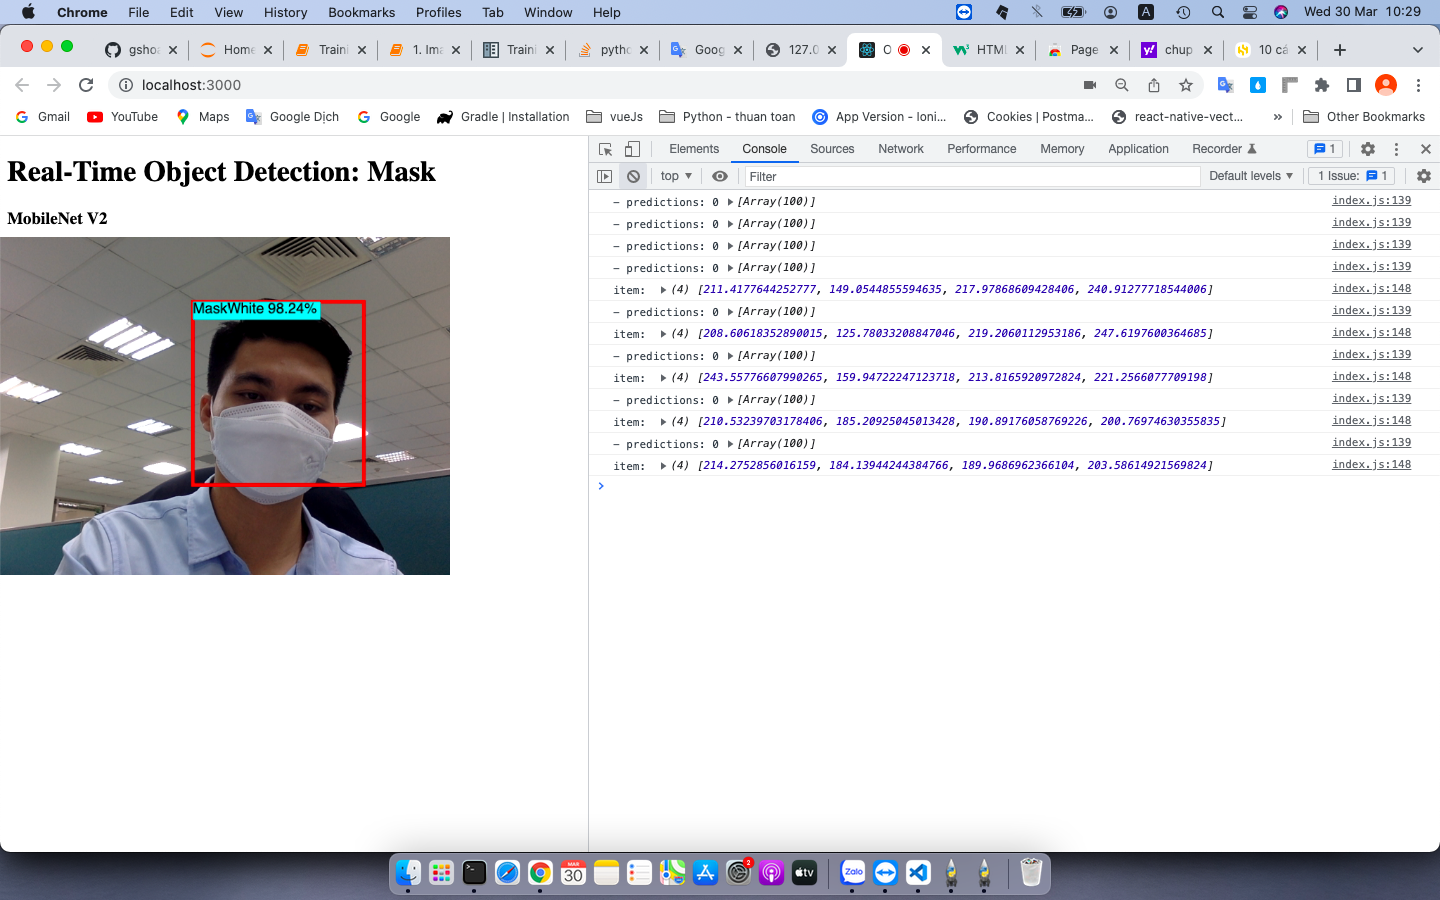 Chrome File Edit View History Bookmarks Profiles Tab Window Help A Wed 30 Mar 10:29
gsho Home Traini 1. Ima Traini pytho Goog 127.0 O HTML Page chup 10 cá
localhost:3000
Gmail YouTube Maps Google Dịch Google Gradle | Installation vueJs Python - thuan toan App Version - Ioni... Cookies | Postma... react-native-vect... » Other Bookmarks
Real-Time Object Detection: Mask
MobileNet V2
MaskWhite 98.24%
Elements Console Sources Network Performance Memory Application Recorder 1
top Filter Default levels 1 Issue: 1
– predictions: 0 [Array(100)] index.js:139
– predictions: 0 [Array(100)] index.js:139
– predictions: 0 [Array(100)] index.js:139
– predictions: 0 [Array(100)] index.js:139
item: (4) [211.4177644252777, 149.0544855594635, 217.97868609428406, 240.91277718544006] index.js:148
– predictions: 0 [Array(100)] index.js:139
item: (4) [208.60618352890015, 125.78033208847046, 219.2060112953186, 247.6197600364685] index.js:148
– predictions: 0 [Array(100)] index.js:139
item: (4) [243.55776607990265, 159.94722247123718, 213.8165920972824, 221.2566077709198] index.js:148
– predictions: 0 [Array(100)] index.js:139
item: (4) [210.53239703178406, 185.20925045013428, 190.89176058769226, 200.76974630355835] index.js:148
– predictions: 0 [Array(100)] index.js:139
item: (4) [214.2752856016159, 184.13944244384766, 189.9686962366104, 203.58614921569824] index.js:148
MAR
30
2
tv
Zalo